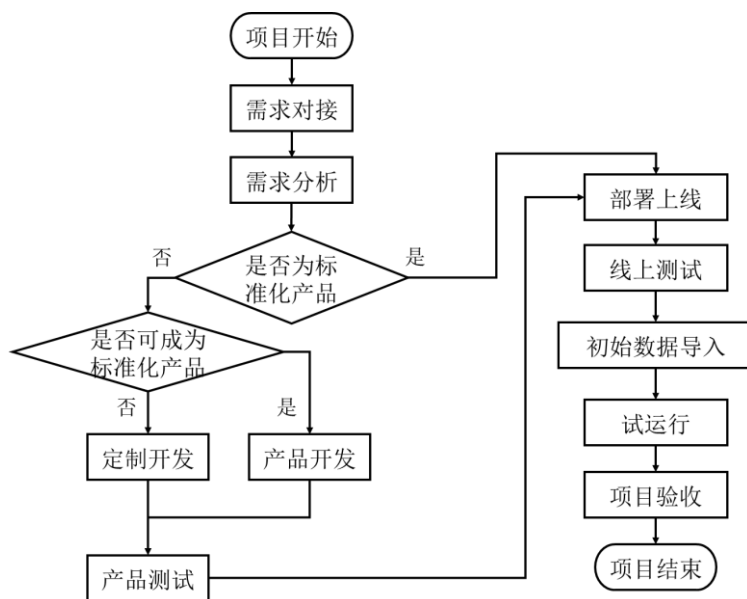 项目开始
需求对接
需求分析
是否为标
准化产品
否
是
是否可成为
标准化产品
否
是
定制开发
产品开发
产品测试
部署上线
线上测试
初始数据导入
试运行
项目验收
项目结束